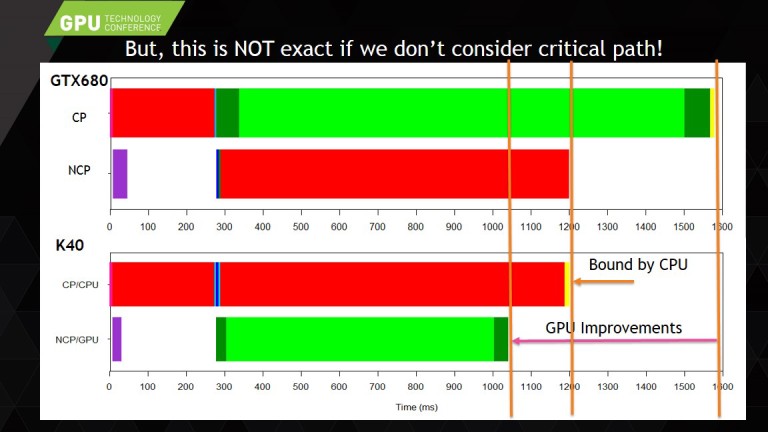 GPU TECHNOLOGY CONFERENCE
But, this is NOT exact if we don't consider critical path!
GTX680
CP
NCP
0 100 200 300 400 500 600 700 800 900 1000 1100 1200 1300 1400 1500 1600
K40
CP/CPU
Bound by CPU
NCP/GPU
GPU Improvements
0 100 200 300 400 500 600 700 800 900 1000 1100 1200 1300 1400 1500 1600
Time (ms)